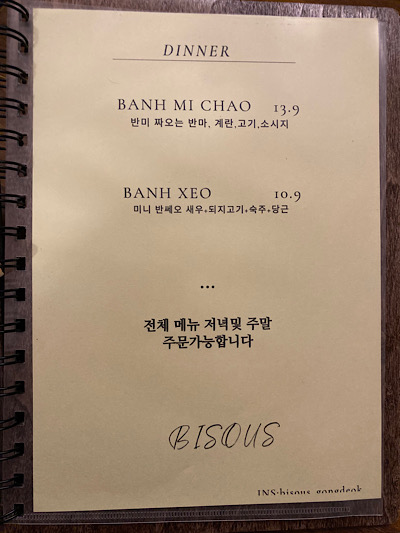 DINNER
BANH MI CHAO 13.9
반미 짜오는 반마, 계란,고기,소시지
BANH XEO 10.9
미니 반쎄오 새우+되지고기+숙주+당근
...
전체 메뉴 저녁및 주말
주문가능합니다
BISOUS
INS:bisous_gongdeok